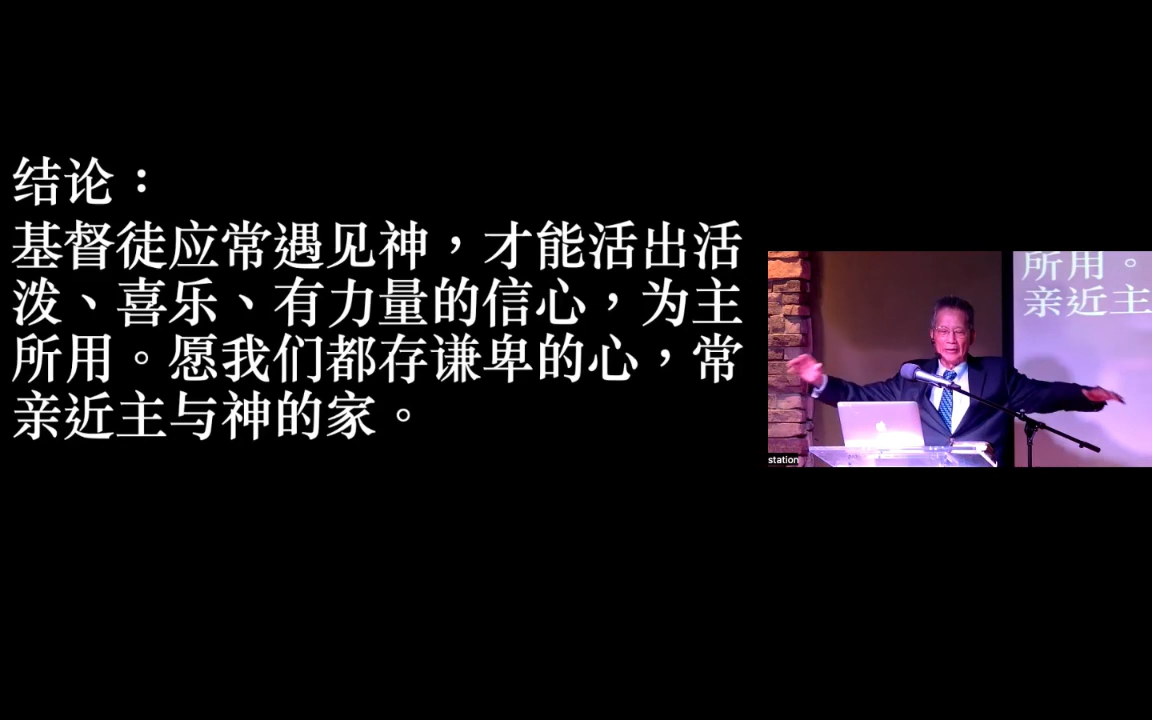 结论：
基督徒应常遇见神，才能活出活
泼、喜乐、有力量的信心，为主
所用。愿我们都存谦卑的心，常
亲近主与神的家。
所用。
亲近主
station